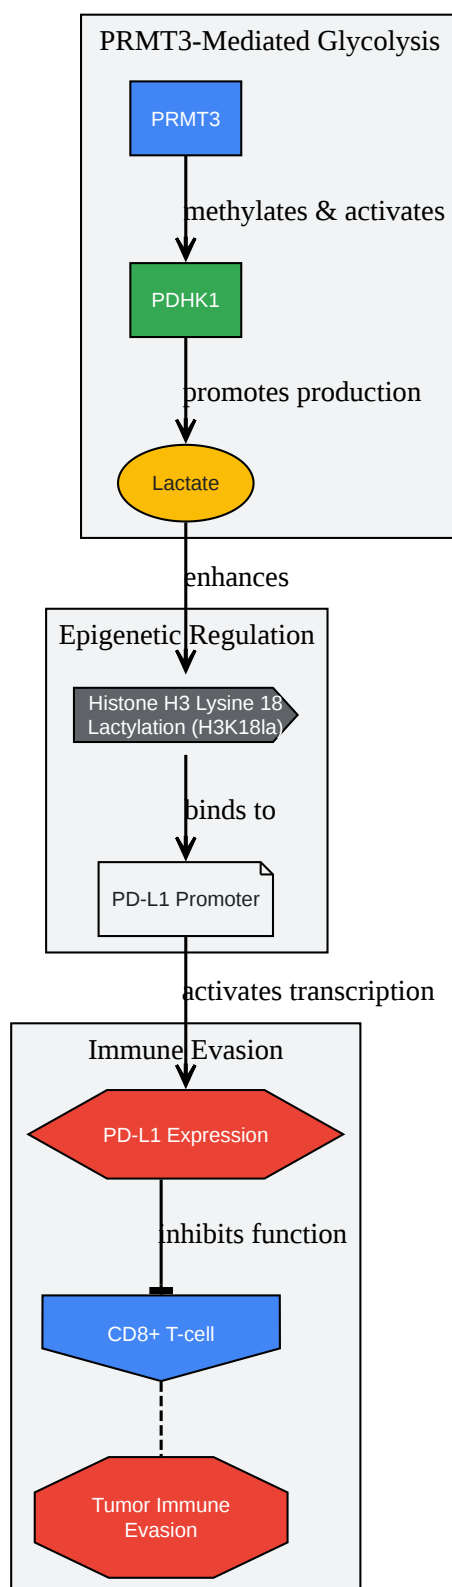 PRMT3-Mediated Glycolysis
PRMT3
methylates & activates
PDHK1
promotes production
Lactate
enhances
Epigenetic Regulation
Histone H3 Lysine 18
Lactylation (H3K18la)
binds to
PD-L1 Promoter
activates transcription
Immune Evasion
PD-L1 Expression
inhibits function
CD8+ T-cell
Tumor Immune
Evasion